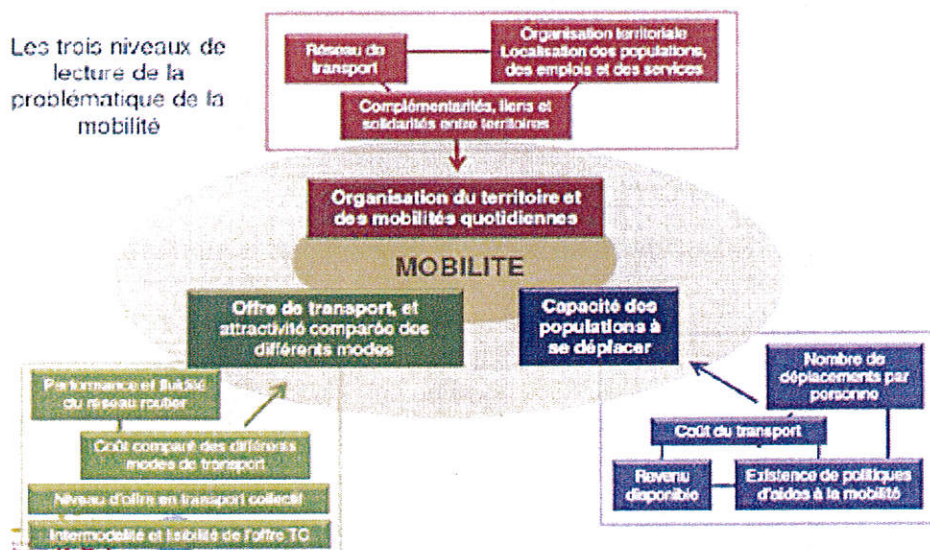 Les trois niveaux de
lecture de la
problématique de la
mobilité
Réseau de
transport
Organisation territoriale
Localisation des populations,
des emplois et des services
Complémentarités, liens et
solidarités entre territoires
Organisation du territoire et
des mobilités quotidiennes
MOBILITE
Offre de transport, et
attractivité comparée des
différents modes
Capacité des
populations à
se déplacer
Performance et fluidité
du réseau routier
Coût comparé des différents
modes de transport
Niveau d'offre en transport collectif
Intermodalité et lisibilité de l'offre TC
Nombre de
déplacements par
personne
Coût du transport
Revenu
disponible
Existence de politiques
d'aides à la mobilité